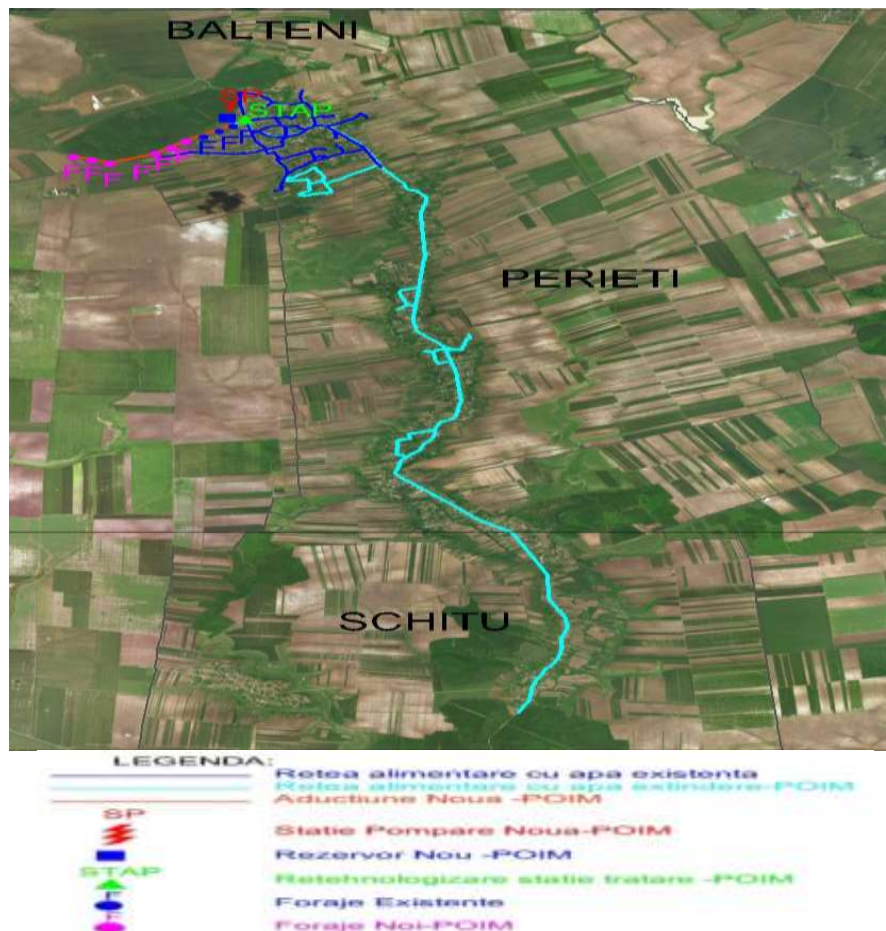 BALTENI
SP
STAP
F F F F F F F F F
PERIETI
SCHITU
LEGENDA:
Retea alimentare cu apa existenta
Retea alimentare cu apa extindere-POIM
Aductiune Noua -POIM
SP
Statie Pompare Noua-POIM
Rezervor Nou -POIM
STAP
Retehnologizare statie tratare -POIM
F
Foraje Existente
F
Foraje Noi-POIM